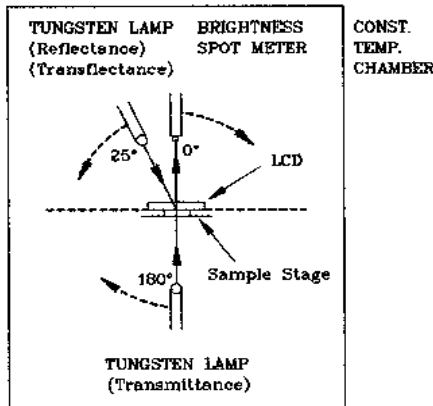 TUNGSTEN LAMP
(Reflectance)
(Transflectance)
BRIGHTNESS
SPOT METER
CONST.
TEMP.
CHAMBER
25°
0°
LCD
Sample Stage
180°
TUNGSTEN LAMP
(Transmittance)